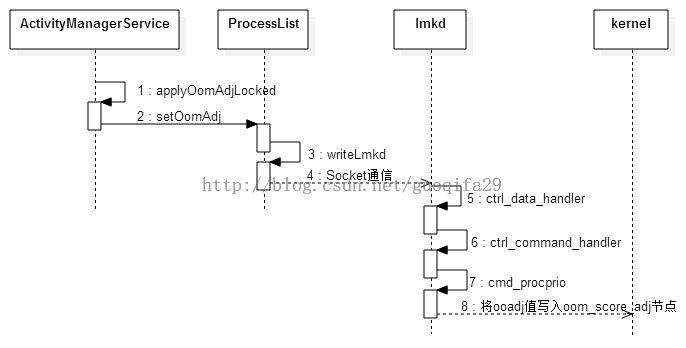 ActivityManagerService
ProcessList
lmkd
kernel
1 : applyOomAdjLocked
2 : setOomAdj
3 : writeLmkd
4 : Socket通信
http://blog.csdn.net/gaoqifa29
5 : ctrl_data_handler
6 : ctrl_command_handler
7 : cmd_procprio
8 : 将ooadj值写入oom_score_adj节点